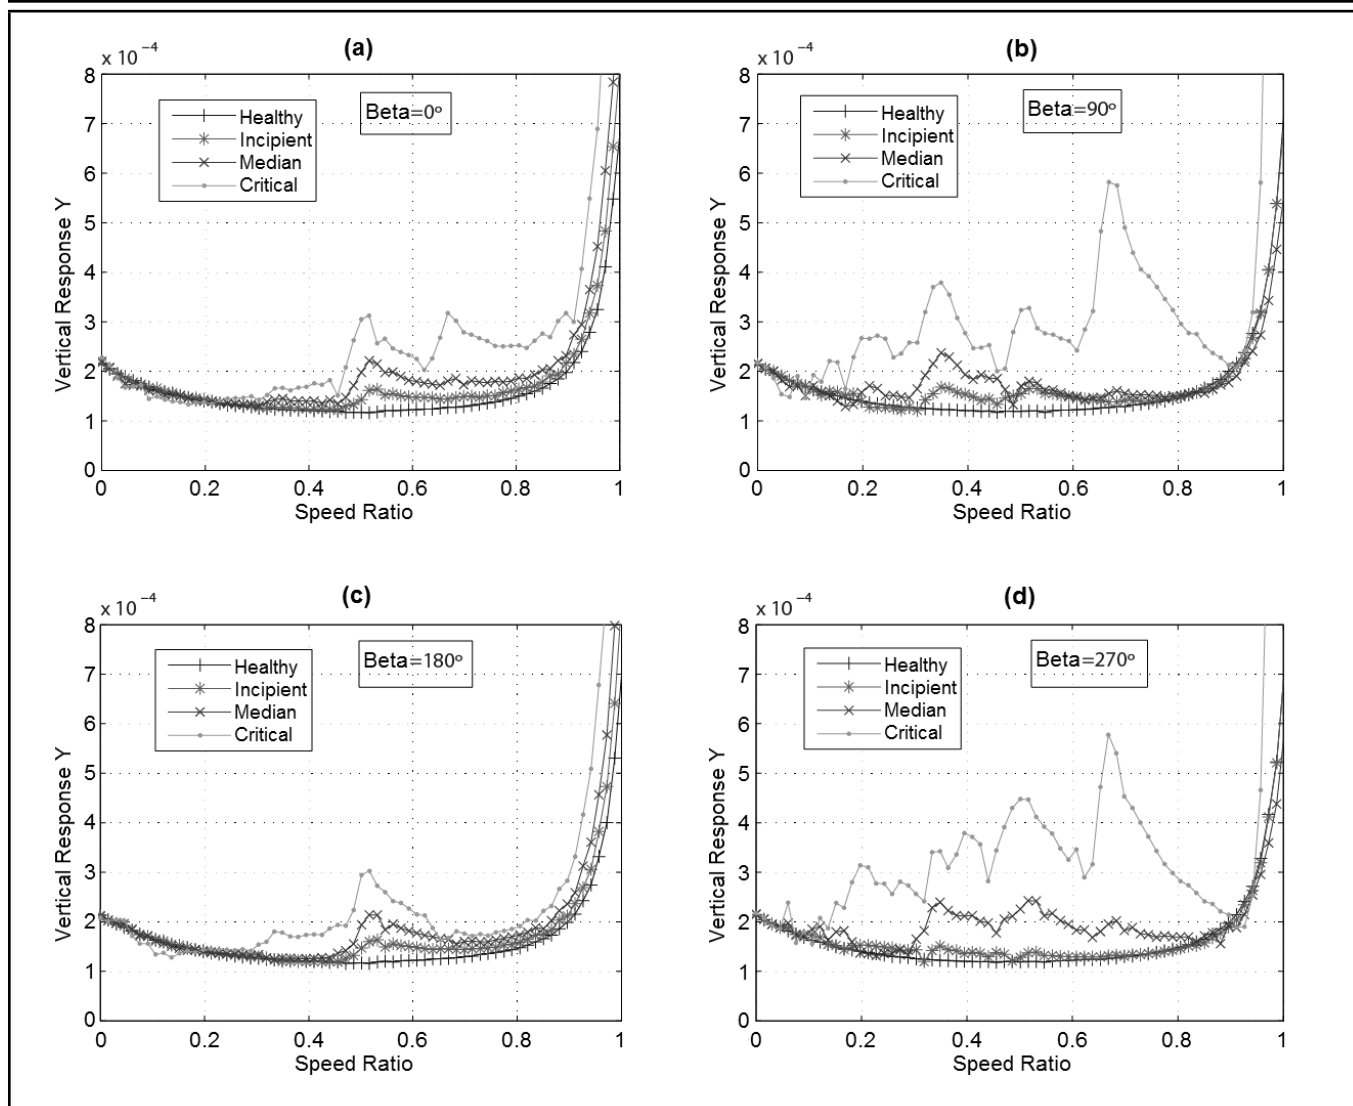 (a)
x 10 −4
8
7
6
5
4
3
2
1
0
Vertical Response Y
Healthy
Incipient
Median
Critical
Beta=0º
0 0.2 0.4 0.6 0.8 1
Speed Ratio
(b)
x 10 −4
8
7
6
5
4
3
2
1
0
Vertical Response Y
Healthy
Incipient
Median
Critical
Beta=90º
0 0.2 0.4 0.6 0.8 1
Speed Ratio
(c)
x 10 −4
8
7
6
5
4
3
2
1
0
Vertical Response Y
Healthy
Incipient
Median
Critical
Beta=180º
0 0.2 0.4 0.6 0.8 1
Speed Ratio
(d)
x 10 −4
8
7
6
5
4
3
2
1
0
Vertical Response Y
Healthy
Incipient
Median
Critical
Beta=270º
0 0.2 0.4 0.6 0.8 1
Speed Ratio